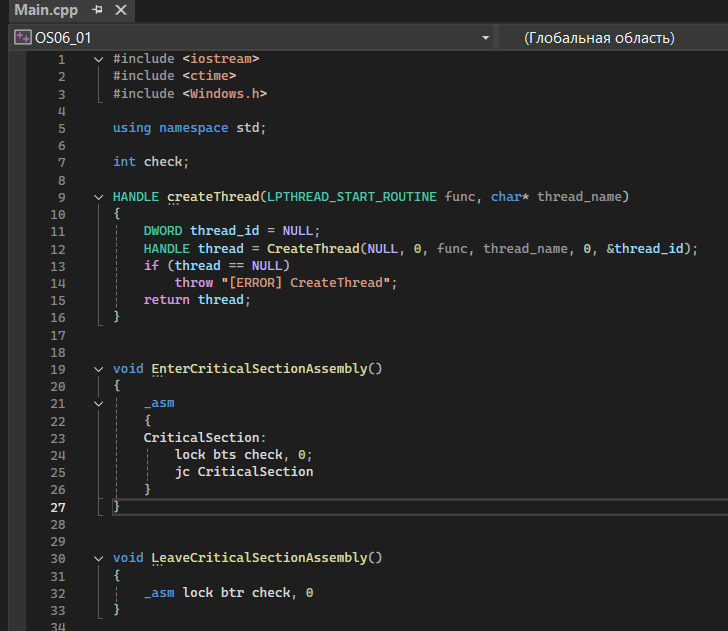 Main.cpp
OS06_01 (Глобальная область)
1 #include <iostream>
2 #include <ctime>
3 #include <Windows.h>
4
5 using namespace std;
6
7 int check;
8
9 HANDLE createThread(LPTHREAD_START_ROUTINE func, char* thread_name)
10 {
11 DWORD thread_id = NULL;
12 HANDLE thread = CreateThread(NULL, 0, func, thread_name, 0, &thread_id);
13 if (thread == NULL)
14 throw "[ERROR] CreateThread";
15 return thread;
16 }
17
18
19 void EnterCriticalSectionAssembly()
20 {
21 _asm
22 {
23 CriticalSection:
24 lock bts check, 0;
25 jc CriticalSection
26 }
27 }
28
29
30 void LeaveCriticalSectionAssembly()
31 {
32 _asm lock btr check, 0
33 }
34